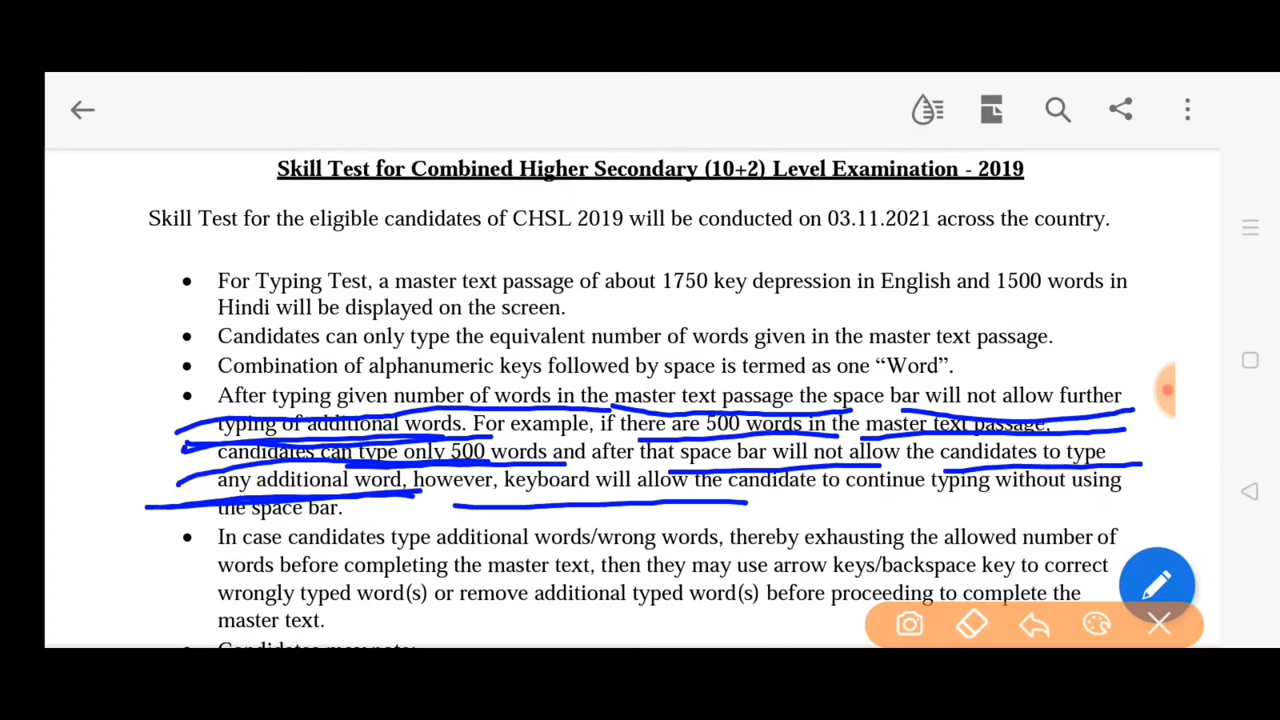 Skill Test for Combined Higher Secondary (10+2) Level Examination - 2019
Skill Test for the eligible candidates of CHSL 2019 will be conducted on 03.11.2021 across the country.
• For Typing Test, a master text passage of about 1750 key depression in English and 1500 words in
Hindi will be displayed on the screen.
• Candidates can only type the equivalent number of words given in the master text passage.
• Combination of alphanumeric keys followed by space is termed as one “Word”.
• After typing given number of words in the master text passage the space bar will not allow further
typing of additional words. For example, if there are 500 words in the master text passage,
candidates can type only 500 words and after that space bar will not allow the candidates to type
any additional word, however, keyboard will allow the candidate to continue typing without using
the space bar.
• In case candidates type additional words/wrong words, thereby exhausting the allowed number of
words before completing the master text, then they may use arrow keys/backspace key to correct
wrongly typed word(s) or remove additional typed word(s) before proceeding to complete the
master text.
• Candidates may note: